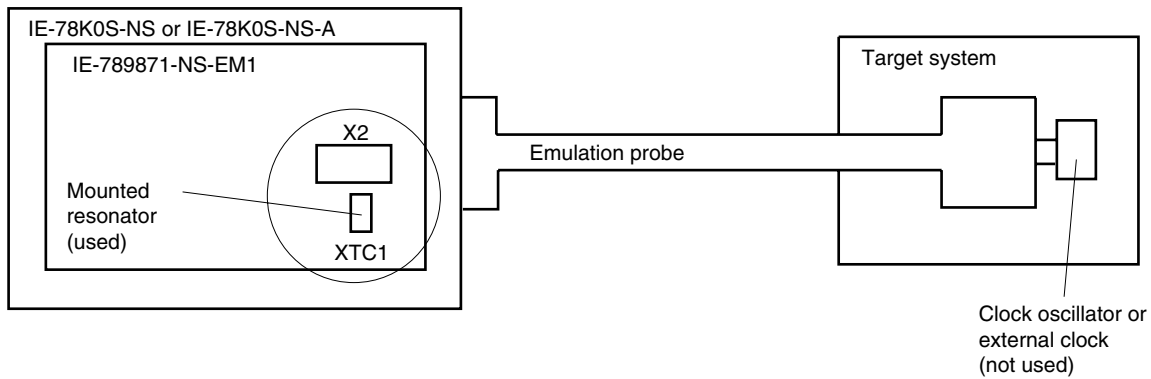 IE-78K0S-NS or IE-78K0S-NS-A
IE-789871-NS-EM1
X2
Mounted
resonator
(used)
XTC1
Emulation probe
Target system
Clock oscillator or
external clock
(not used)